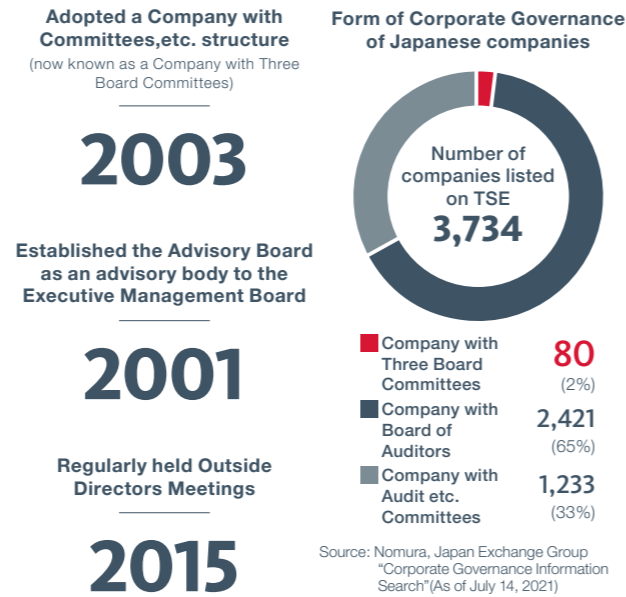 Adopted a Company with
Committees,etc. structure
(now known as a Company with Three
Board Committees)
2003
Established the Advisory Board
as an advisory body to the
Executive Management Board
2001
Regularly held Outside
Directors Meetings
2015
Form of Corporate Governance
of Japanese companies
Number of
companies listed
on TSE
3,734
Company with
Three Board
Committees
80
(2%)
Company with
Board of
Auditors
2,421
(65%)
Company with
Audit etc.
Committees
1,233
(33%)
Source: Nomura, Japan Exchange Group
“Corporate Governance Information
Search”(As of July 14, 2021)